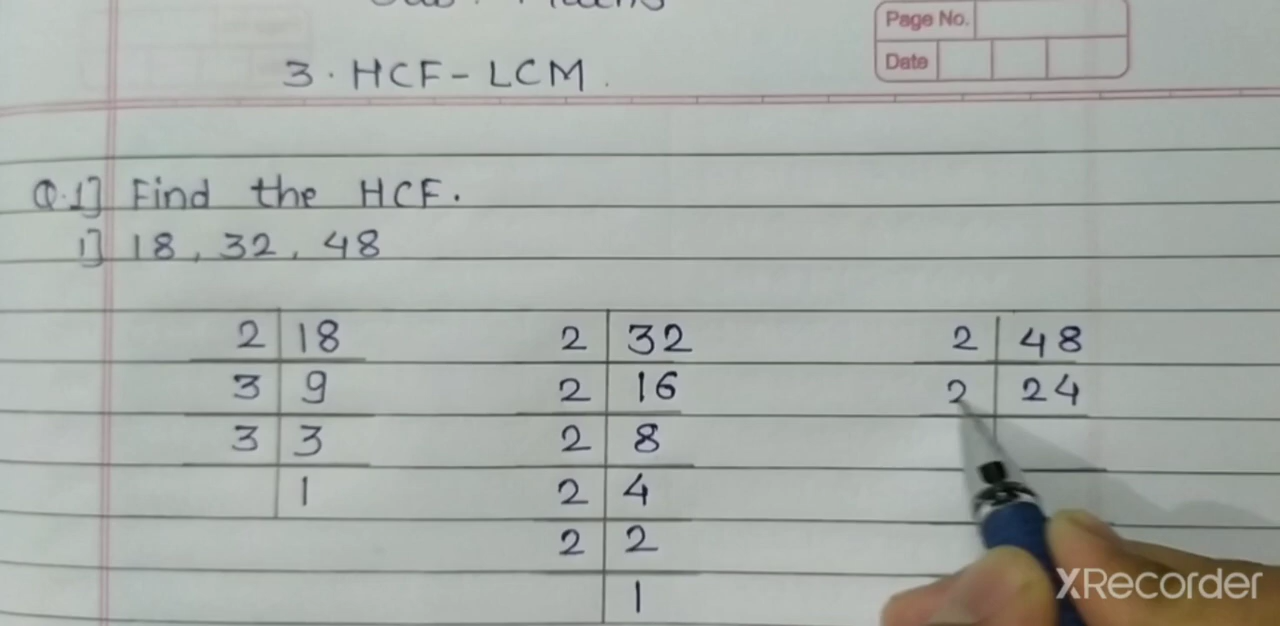 Page No.
3. HCF-LCM.
Date
Q.1] Find the HCF.
1] 18, 32, 48
2 18 2 32 2 48
3 9 2 16 2 24
3 3 2 8
1 2 4
2 2
1
XRecorder